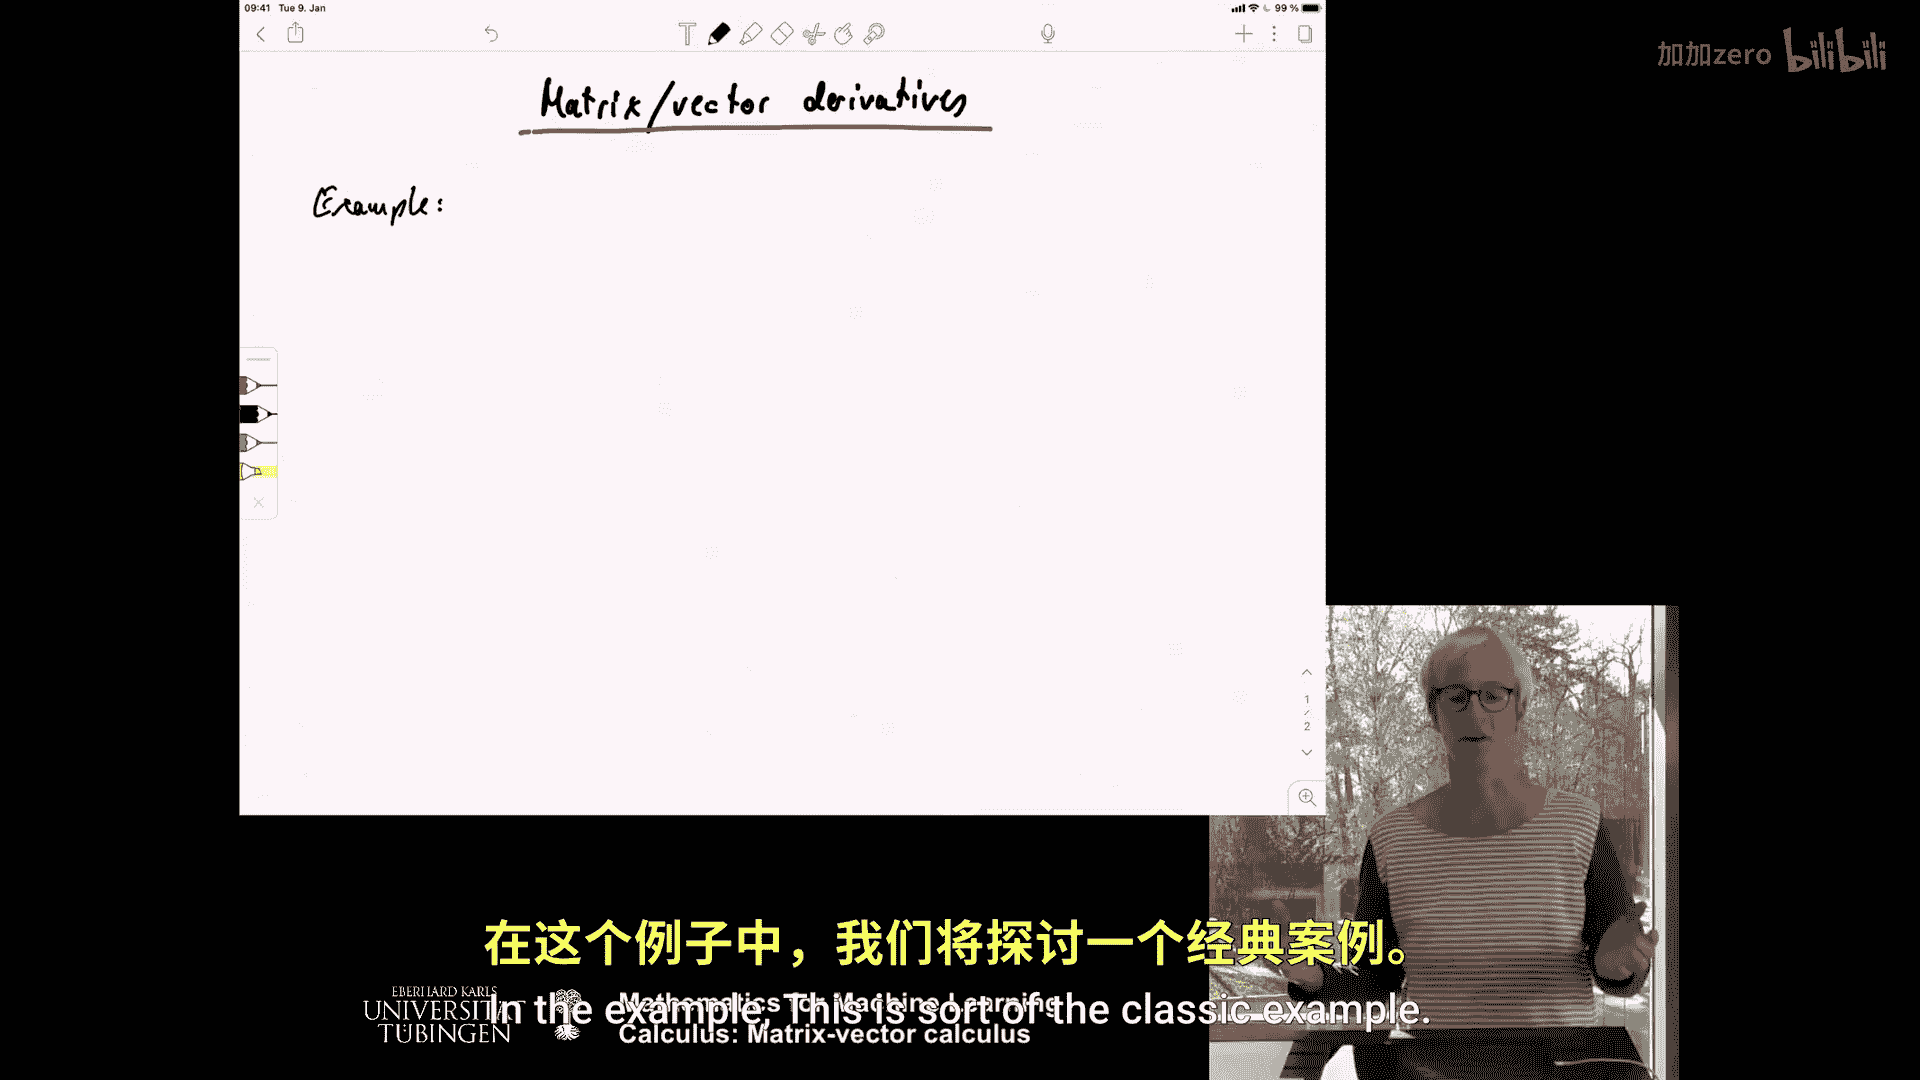 09:41 Tue 9. Jan
99 %
加加zero bilibili
Matrix/vector derivatives
Example:
1
2
在这个例子中，我们将探讨一个经典案例。
In the example, This is sort of the classic example.
EBERHARD KARLS
UNIVERSITÄT
TÜBINGEN
Mathematics for Machine Learning
Calculus: Matrix-vector calculus